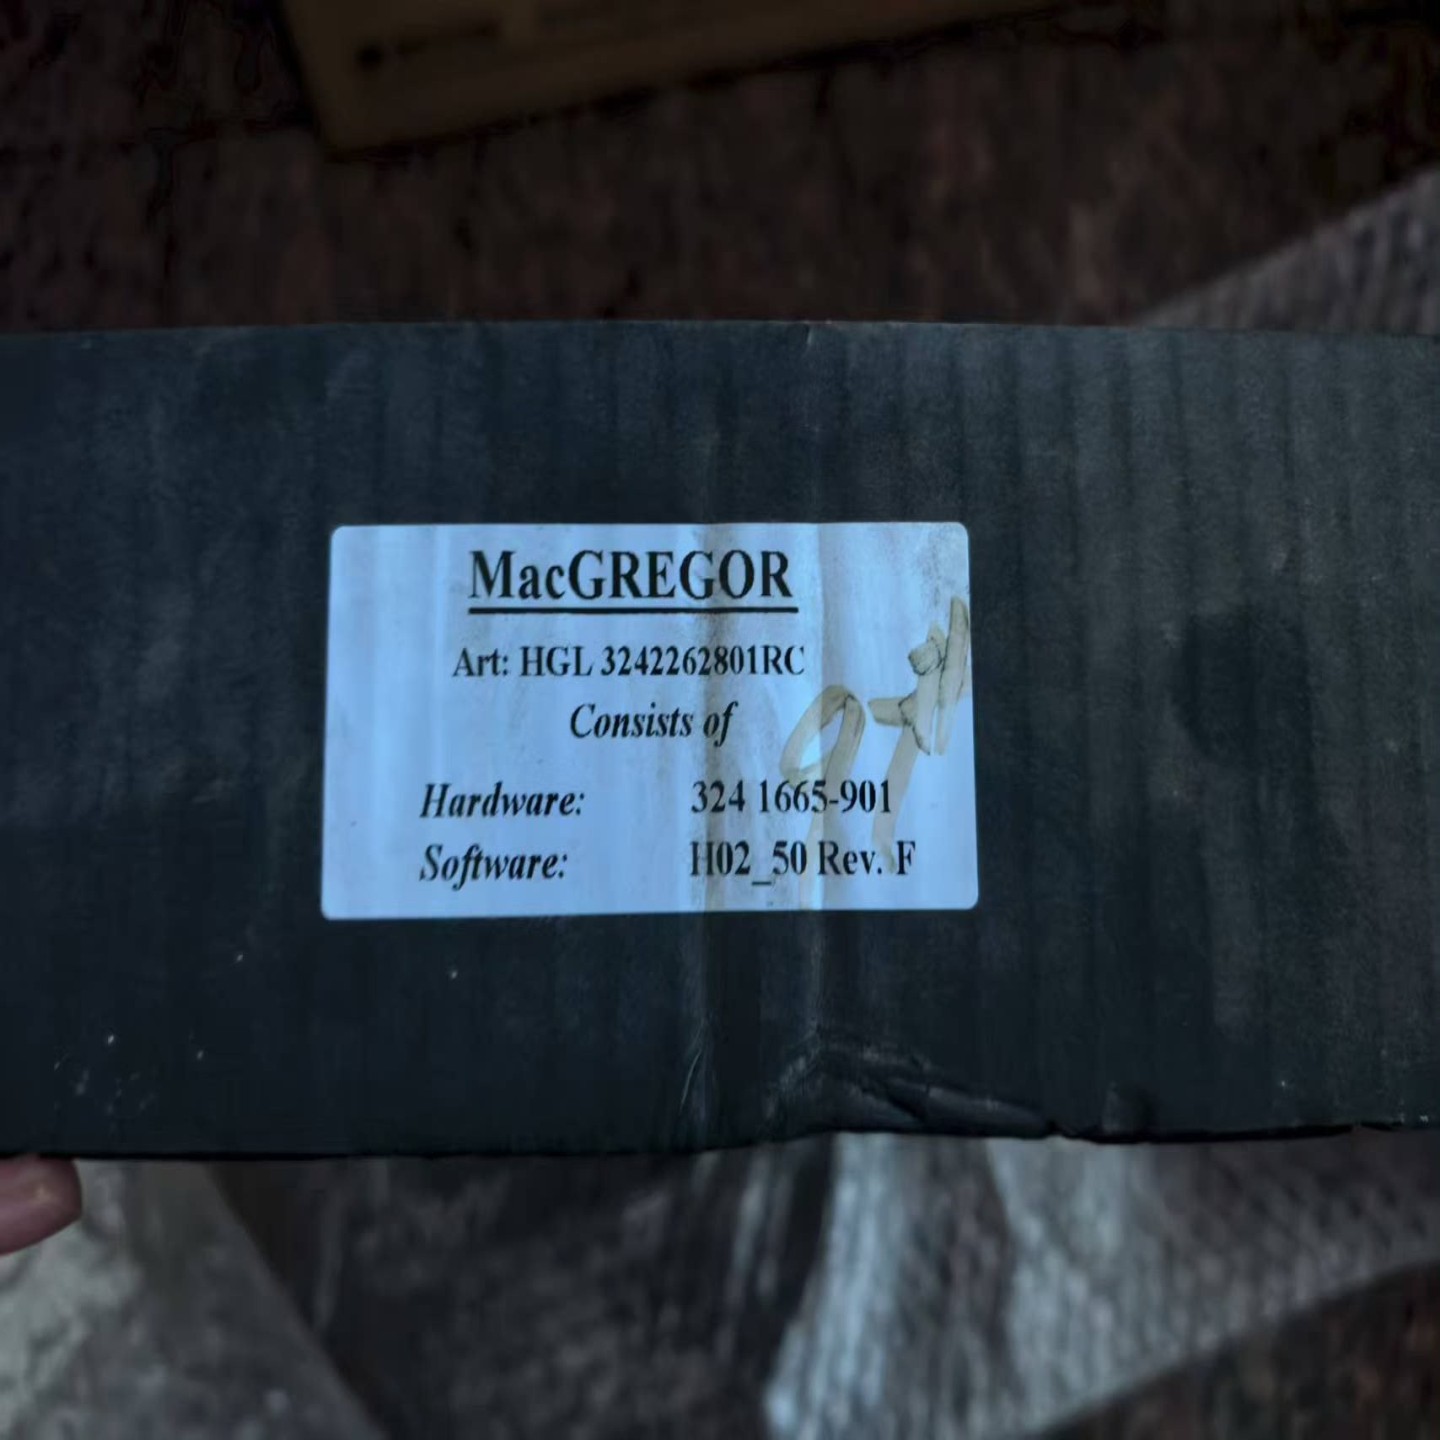 MacGREGOR
Art: HGL 3242262801RC
Consists of
Hardware: 324 1665-901
Software: H02_50 Rev. F